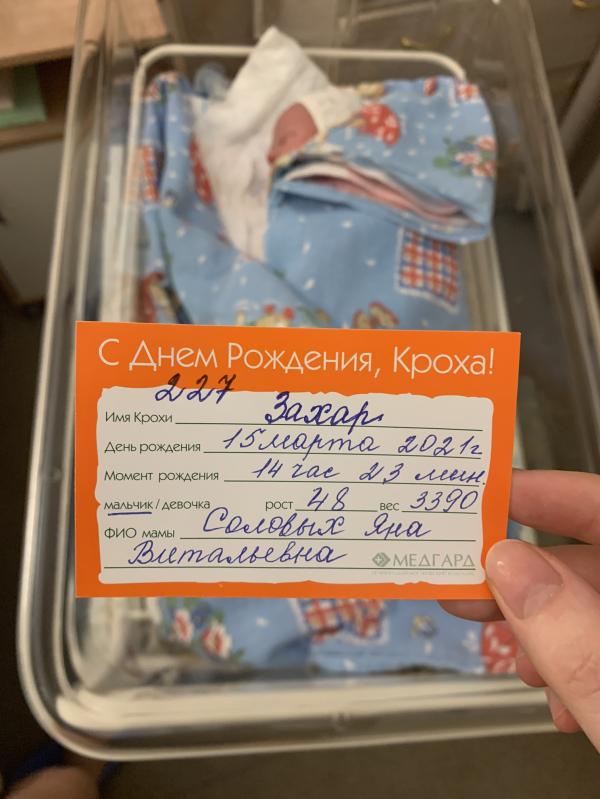 С Днем Рождения, Кроха!
227
Имя Крохи Захар
День рождения 15 марта 2021г
Момент рождения 14 час 23 мин.
мальчик / девочка рост 48 вес 3390
ФИО мамы Соловых Яна
Витальевна МЕДГАРД